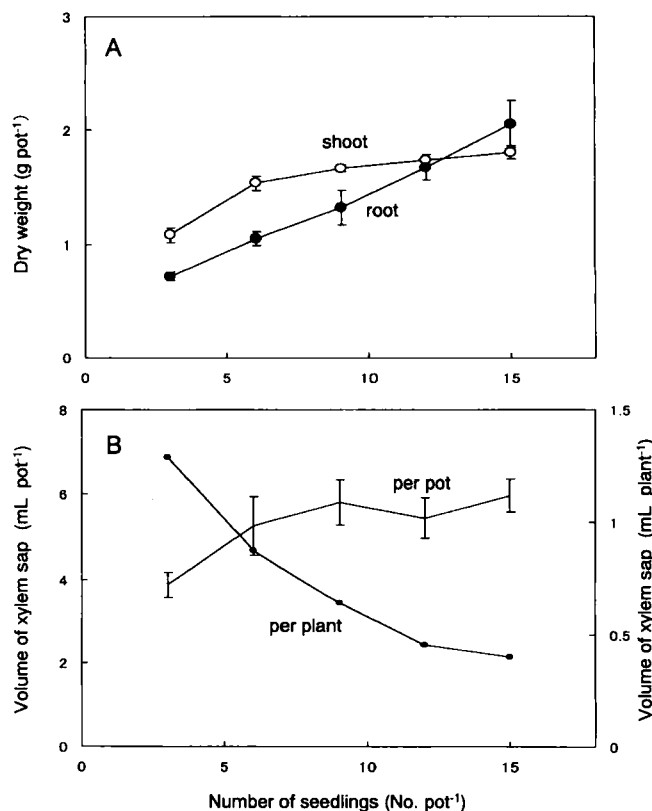 A
3
2
1
0
Dry weight (g pot⁻¹)
shoot
root
0 5 10 15
B
8
6
4
2
0
Volume of xylem sap (mL pot⁻¹)
per pot
per plant
1.5
1
0.5
0
Volume of xylem sap (mL plant⁻¹)
0 5 10 15
Number of seedlings (No. pot⁻¹)